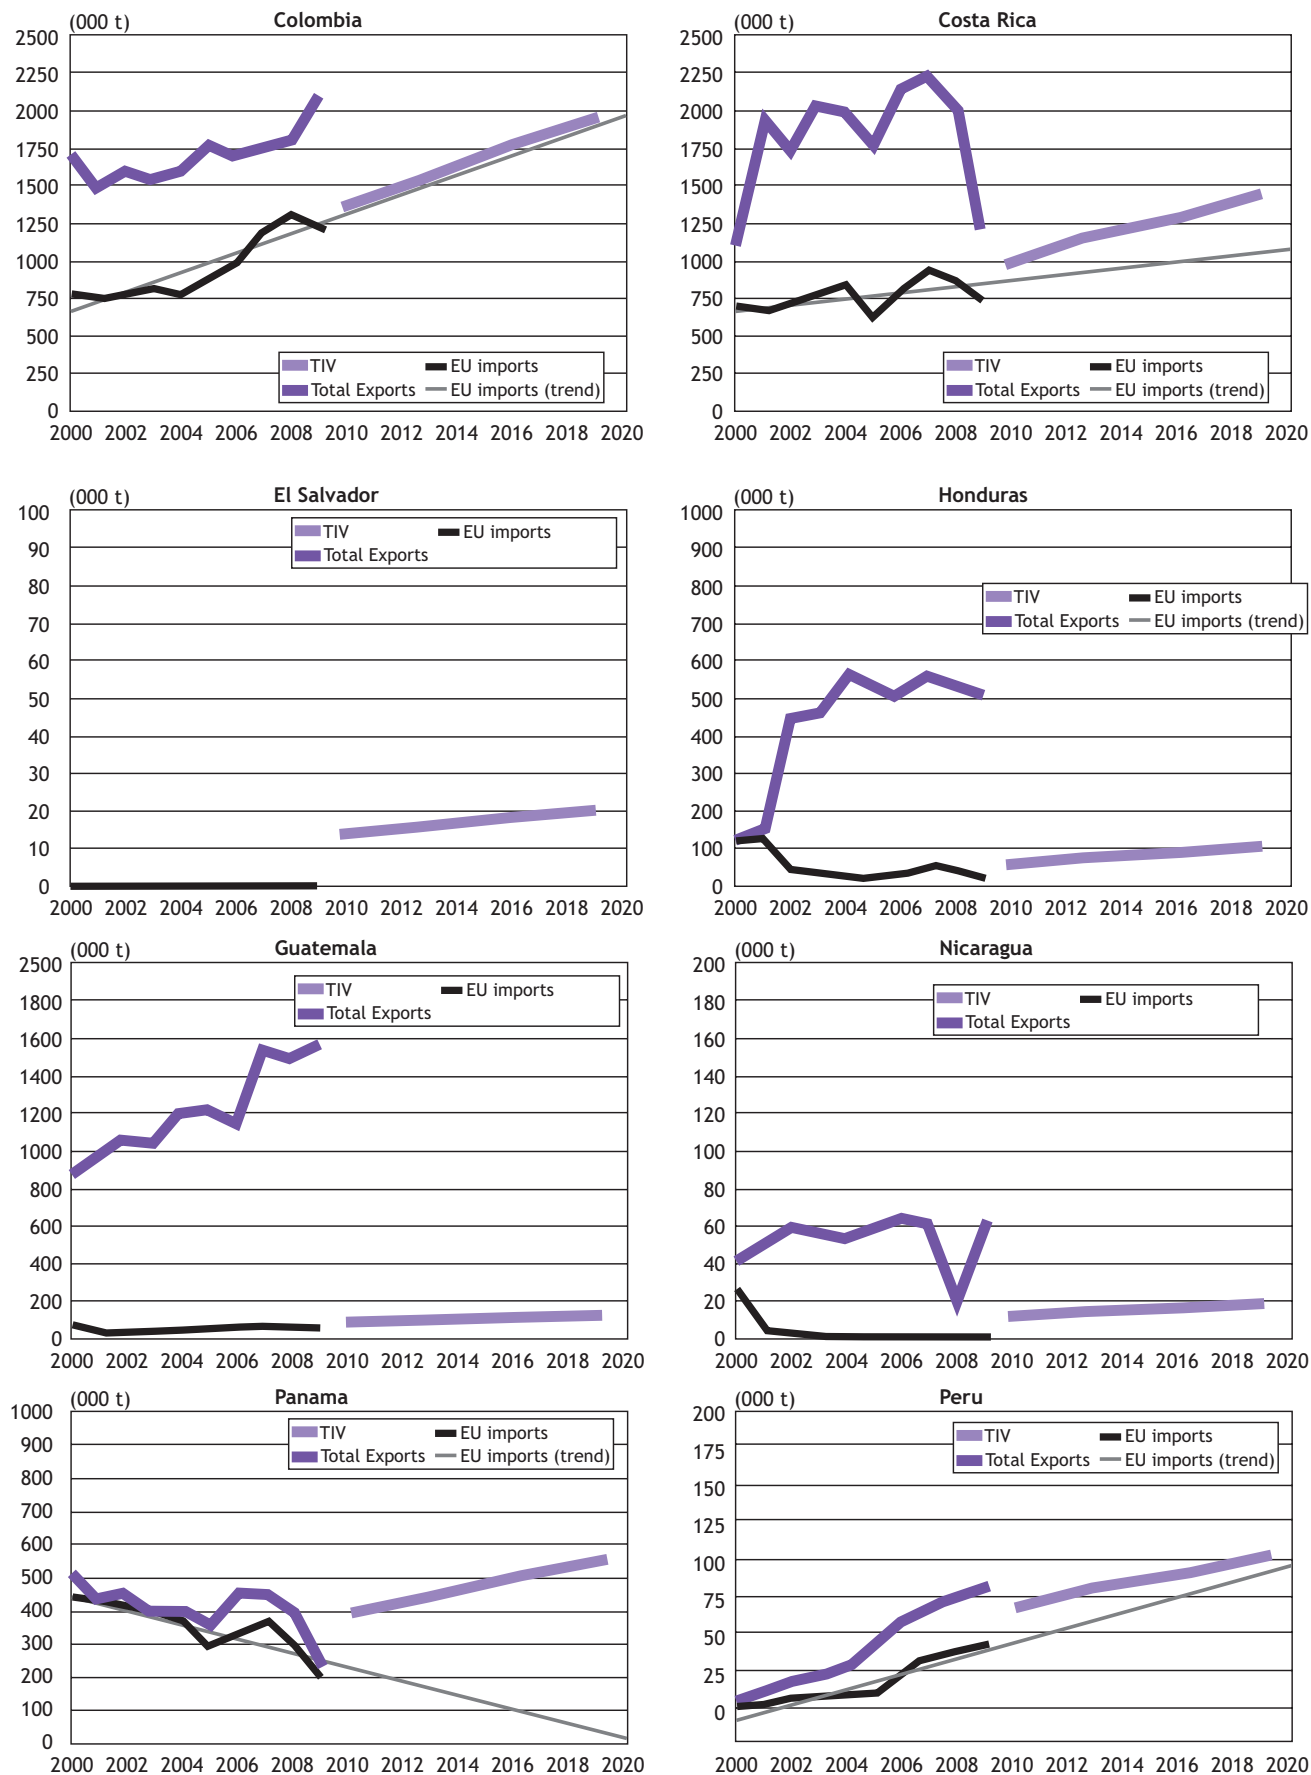 (000 t) Colombia
2500
2250
2000
1750
1500
1250
1000
750
500
250
0
TIV EU imports
Total Exports EU imports (trend)
2000 2002 2004 2006 2008 2010 2012 2014 2016 2018 2020
(000 t) Costa Rica
2500
2250
2000
1750
1500
1250
1000
750
500
250
0
TIV EU imports
Total Exports EU imports (trend)
2000 2002 2004 2006 2008 2010 2012 2014 2016 2018 2020
(000 t) El Salvador
100
90
80
70
60
50
40
30
20
10
0
TIV EU imports
Total Exports
2000 2002 2004 2006 2008 2010 2012 2014 2016 2018 2020
(000 t) Honduras
1000
900
800
700
600
500
400
300
200
100
0
TIV EU imports
Total Exports EU imports (trend)
2000 2002 2004 2006 2008 2010 2012 2014 2016 2018 2020
(000 t) Guatemala
2500
1800
1600
1400
1200
1000
800
600
400
200
0
TIV EU imports
Total Exports
2000 2002 2004 2006 2008 2010 2012 2014 2016 2018 2020
(000 t) Nicaragua
200
180
160
140
120
100
80
60
40
20
0
TIV EU imports
Total Exports
2000 2002 2004 2006 2008 2010 2012 2014 2016 2018 2020
(000 t) Panama
1000
900
800
700
600
500
400
300
200
100
0
TIV EU imports
Total Exports EU imports (trend)
2000 2002 2004 2006 2008 2010 2012 2014 2016 2018 2020
(000 t) Peru
200
175
150
125
100
75
50
25
0
TIV EU imports
Total Exports EU imports (trend)
2000 2002 2004 2006 2008 2010 2012 2014 2016 2018 2020